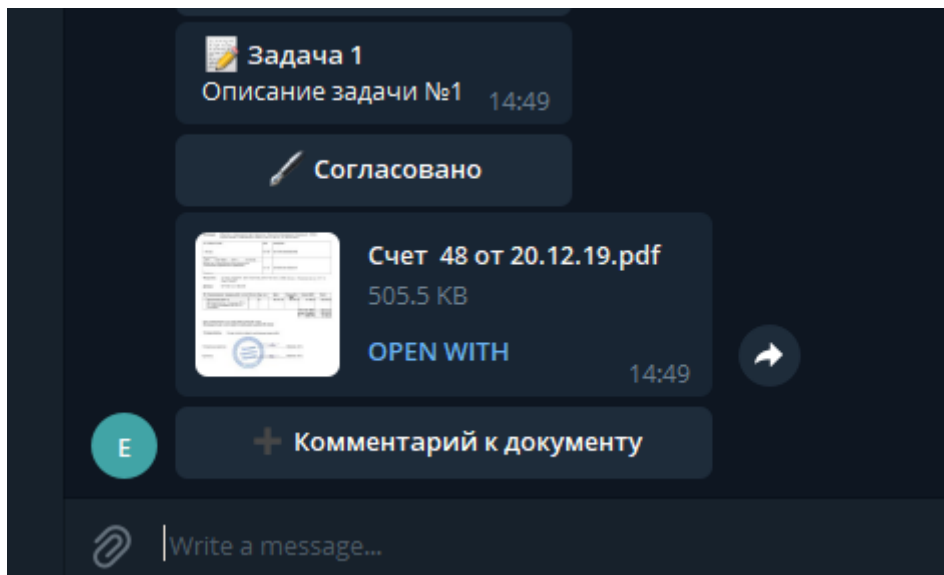 Задача 1
Описание задачи №1
14:49
Согласовано
Счет 48 от 20.12.19.pdf
505.5 KB
OPEN WITH
14:49
E
Комментарий к документу
Write a message...